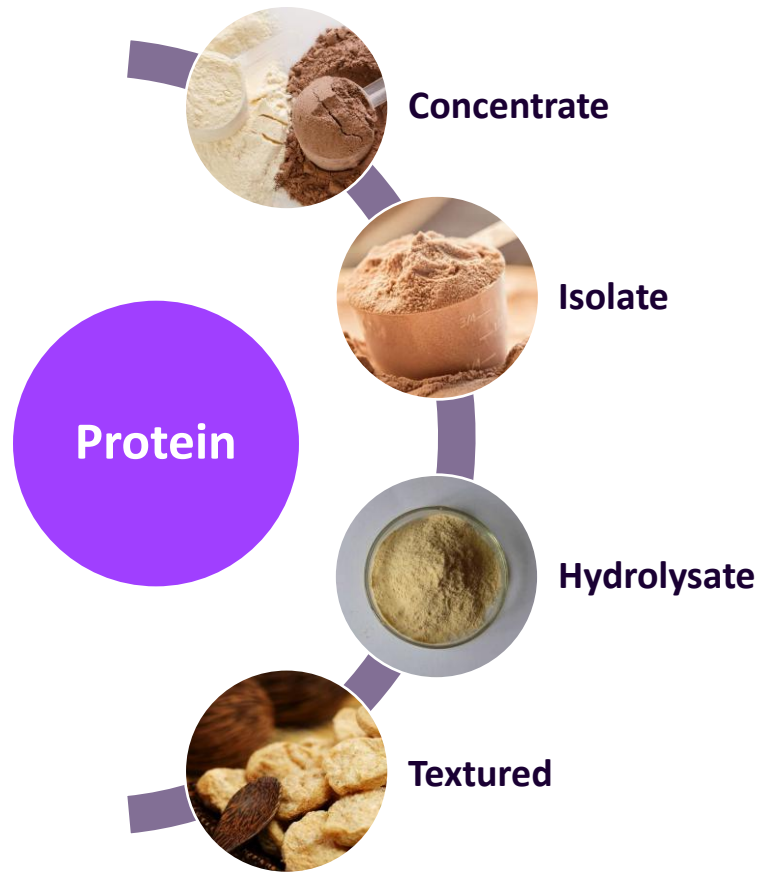 Concentrate
Isolate
Protein
Hydrolysate
Textured